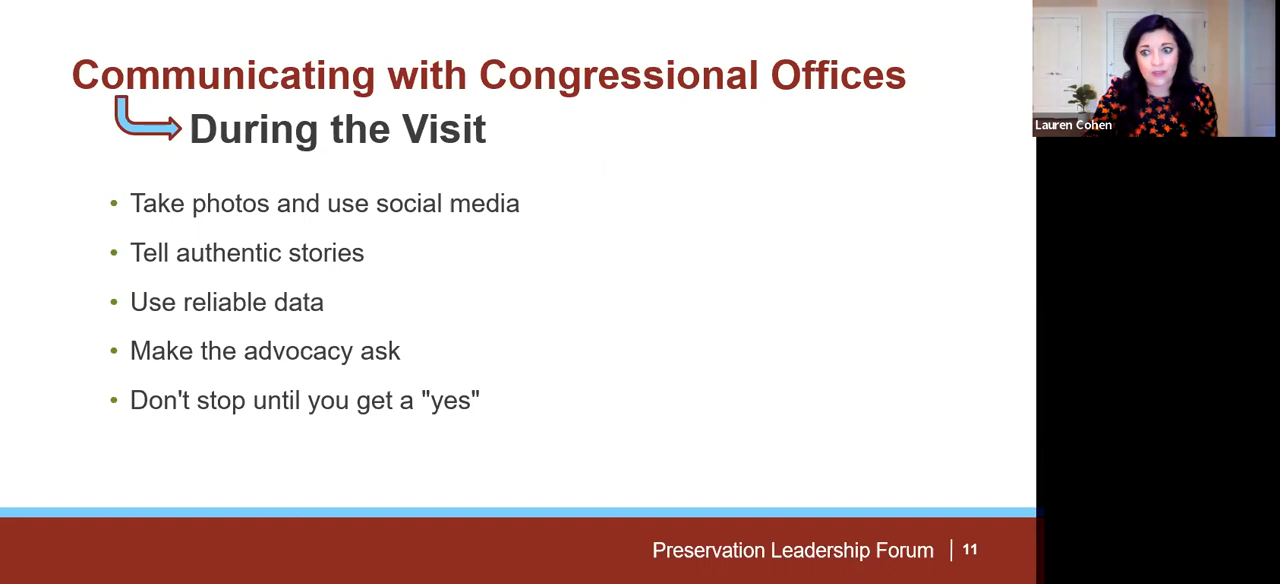 Communicating with Congressional Offices
During the Visit
• Take photos and use social media
• Tell authentic stories
• Use reliable data
• Make the advocacy ask
• Don't stop until you get a "yes"
Preservation Leadership Forum | 11
Lauren Cohen